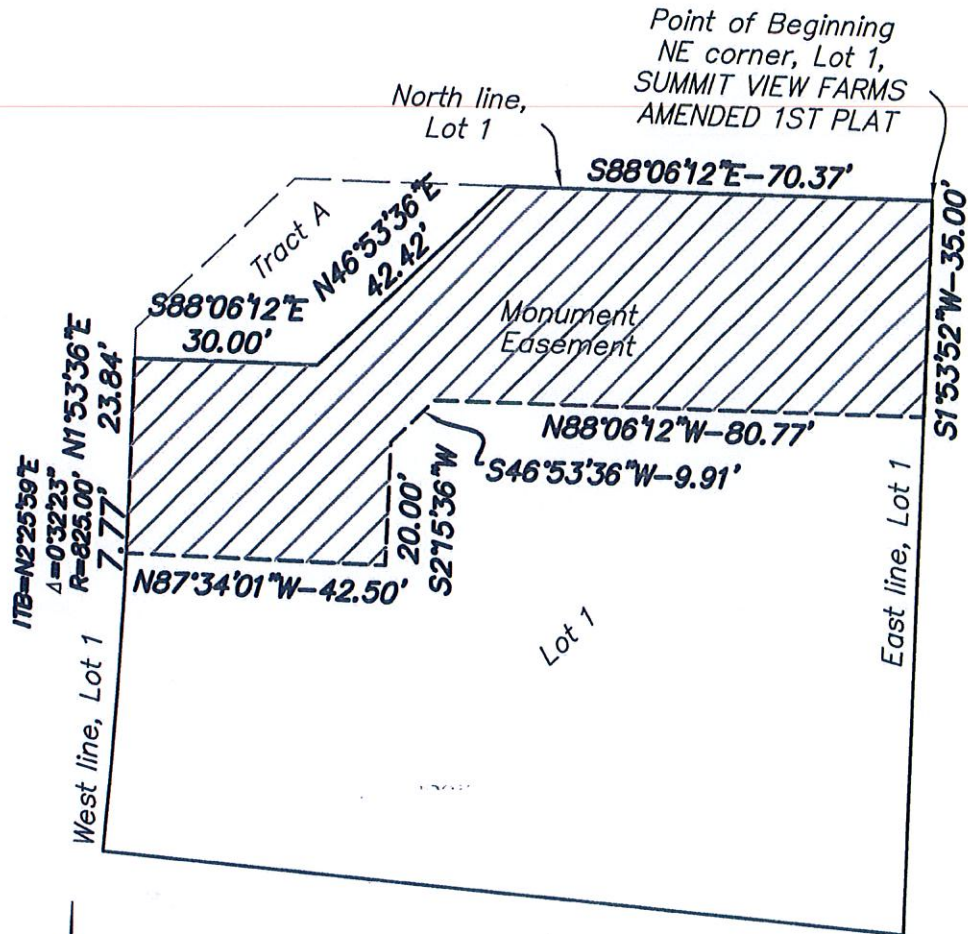 Point of Beginning
NE corner, Lot 1,
SUMMIT VIEW FARMS
AMENDED 1ST PLAT
North line,
Lot 1
S88°06'12"E-70.37'
Tract A
N46°53'36"E
42.42'
S88°06'12"E
30.00'
Monument
Easement
S1°53'52"W-35.00'
N1°53'36"E
23.84'
N88°06'12"W-80.77'
S46°53'36"W-9.91'
ITB=N2°25'59"E
Δ=0°32'23"
R=825.00'
7.77'
20.00'
S2°15'36"W
N87°34'01"W-42.50'
Lot 1
East line, Lot 1
West line, Lot 1